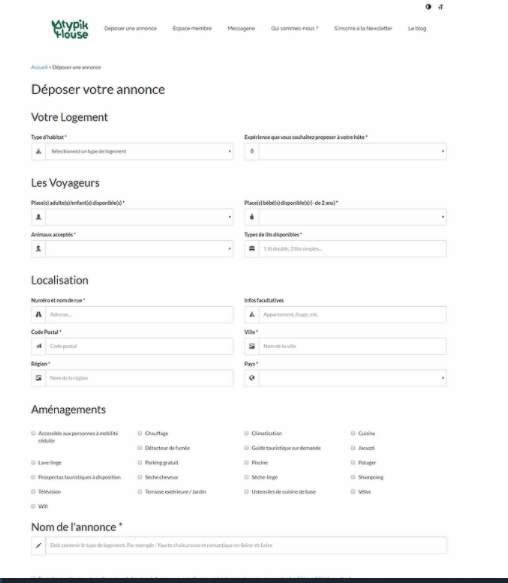 Atypik
House
Déposer une annonce Espace membre Messagerie Qui sommes-nous ? S'inscrire à la Newsletter Le blog
Accueil > Déposer une annonce
Déposer votre annonce
Votre Logement
Type d'habitat * Expérience que vous souhaitez proposer à votre hôte *
Sélectionnez un type de logement
Les Voyageurs
Place(s) adulte(s)/enfant(s) disponible(s) * Place(s) bébé(s) disponible(s) (- de 2 ans) *
Animaux acceptés * Types de lits disponibles *
1 lit double, 2 lits simples...
Localisation
Numéro et nom de rue * Infos facultatives
Adresse... Appartement, étage, etc.
Code Postal * Ville *
Code postal Nom de la ville
Région * Pays *
Nom de la région
Aménagements
Accessible aux personnes à mobilité réduite Chauffage Climatisation Cuisine
Détecteur de fumée Guide touristique sur demande Jacuzzi
Lave-linge Parking gratuit Piscine Potager
Prospectus touristiques à disposition Sèche cheveux Sèche-linge Shampoing
Télévision Terrasse extérieure / Jardin Ustensiles de cuisine de base Vélos
Wifi
Nom de l'annonce *
Doit contenir le type de logement. Par exemple : Yourte chaleureuse et romantique en Seine-et-Loire